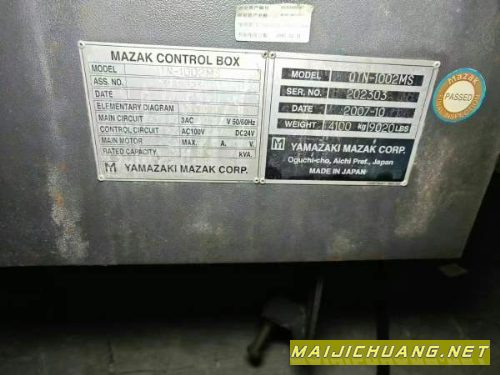 MAZAK CONTROL BOX
MODEL
ASS. NO.
DATE
ELEMENTARY DIAGRAM
MAIN CIRCUIT 3AC V 50/60Hz
CONTROL CIRCUIT AC100V DC24V
MAIN MOTOR MAX. A. V.
RATED CAPACITY kVA.
YAMAZAKI MAZAK CORP.
MODEL QTN-1002MS
SER. NO. 202303
DATE 2007-10
WEIGHT 4100 Kg 9020 LBS
YAMAZAKI MAZAK CORP.
Oguchi-cho, Aichi Pref., Japan
MADE IN JAPAN
Mazak
PASSED
MAIJICHUANG.NET